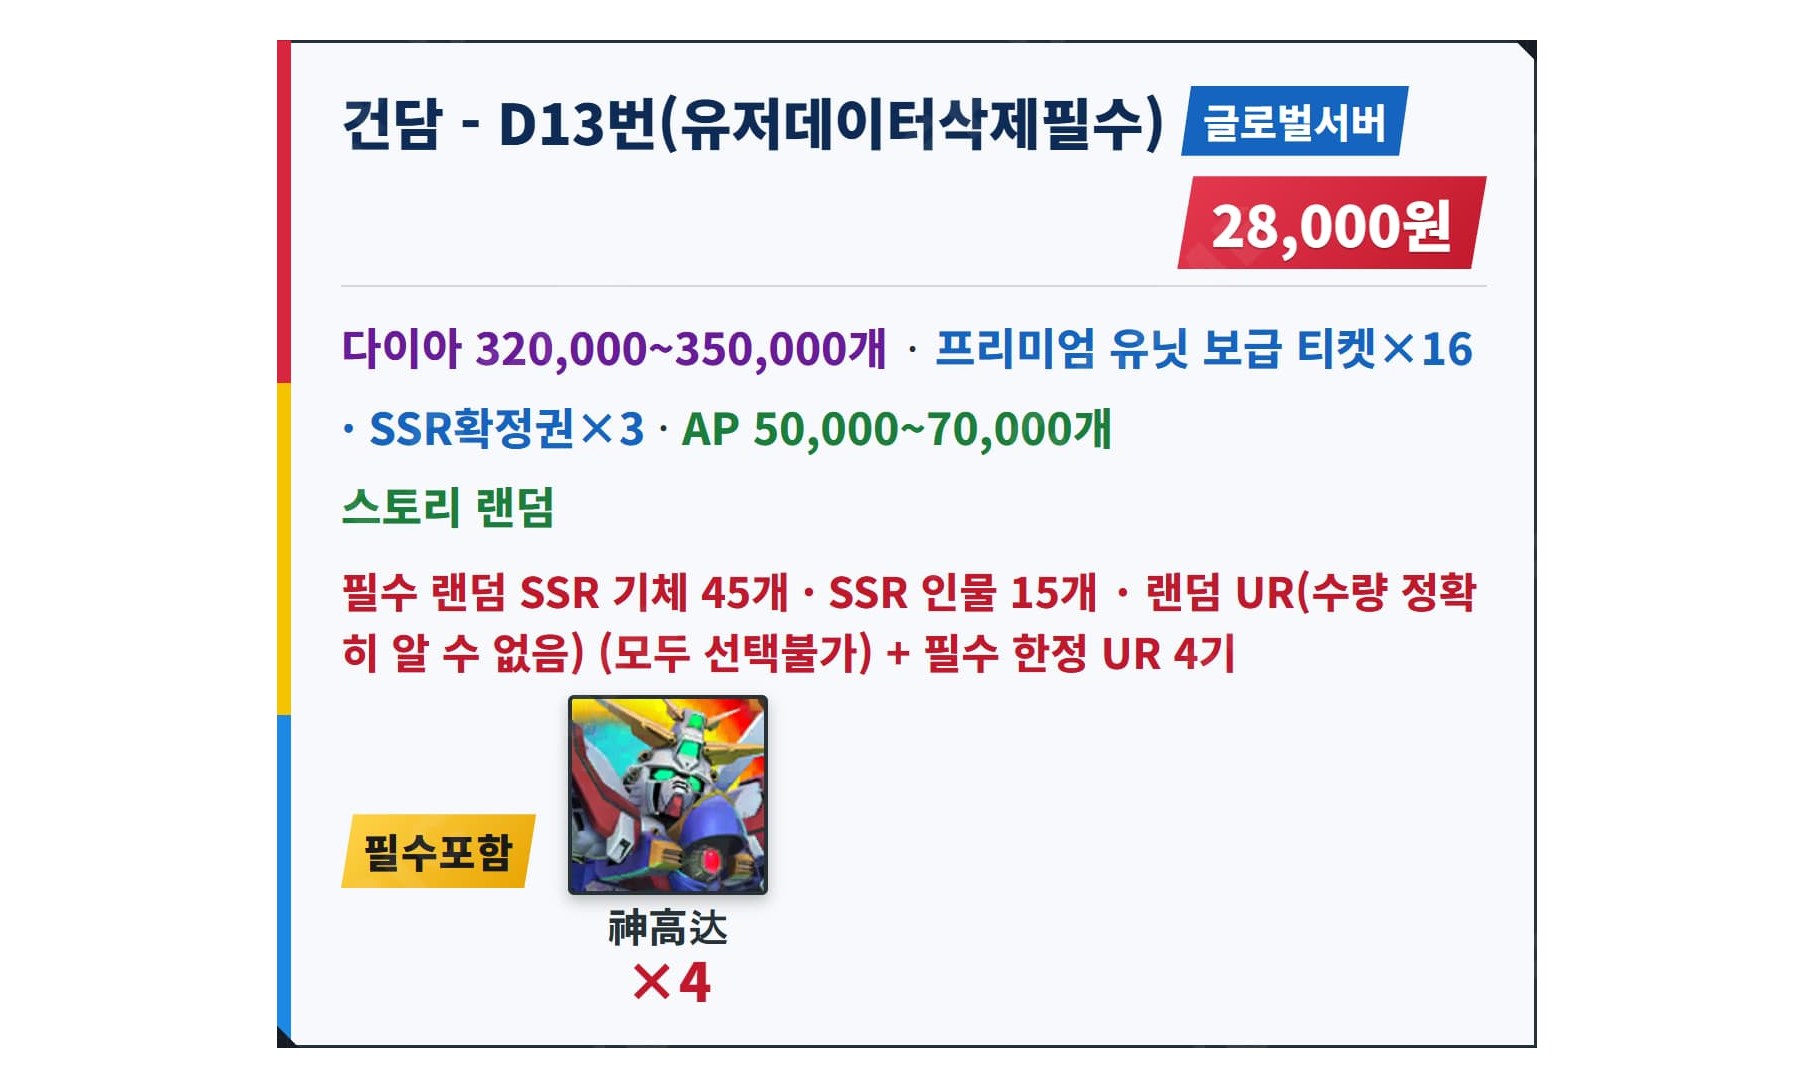 건담 - D13번(유저데이터삭제필수) 글로벌서버
28,000원
다이아 320,000~350,000개 · 프리미엄 유닛 보급 티켓×16
· SSR확정권×3 · AP 50,000~70,000개
스토리 랜덤
필수 랜덤 SSR 기체 45개 · SSR 인물 15개 · 랜덤 UR(수량 정확
히 알 수 없음) (모두 선택불가) + 필수 한정 UR 4기
필수포함
神高达
×4